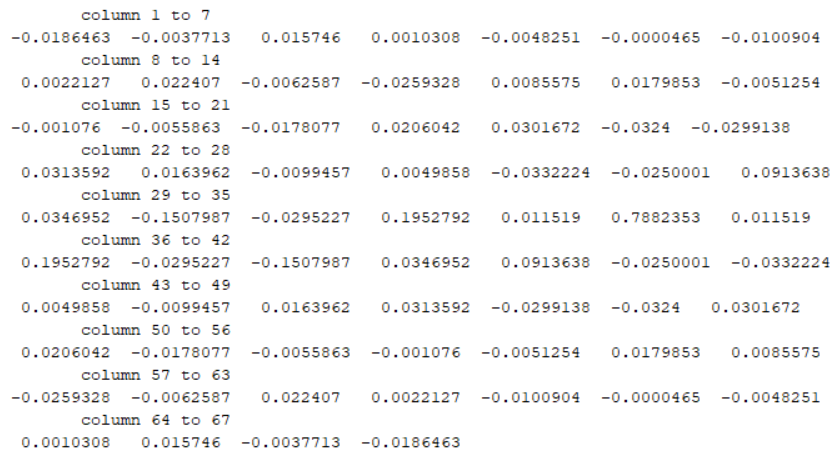 column 1 to 7
-0.0186463 -0.0037713 0.015746 0.0010308 -0.0048251 -0.0000465 -0.0100904
column 8 to 14
0.0022127 0.022407 -0.0062587 -0.0259328 0.0085575 0.0179853 -0.0051254
column 15 to 21
-0.001076 -0.0055863 -0.0178077 0.0206042 0.0301672 -0.0324 -0.0299138
column 22 to 28
0.0313592 0.0163962 -0.0099457 0.0049858 -0.0332224 -0.0250001 0.0913638
column 29 to 35
0.0346952 -0.1507987 -0.0295227 0.1952792 0.011519 0.7882353 0.011519
column 36 to 42
0.1952792 -0.0295227 -0.1507987 0.0346952 0.0913638 -0.0250001 -0.0332224
column 43 to 49
0.0049858 -0.0099457 0.0163962 0.0313592 -0.0299138 -0.0324 0.0301672
column 50 to 56
0.0206042 -0.0178077 -0.0055863 -0.001076 -0.0051254 0.0179853 0.0085575
column 57 to 63
-0.0259328 -0.0062587 0.022407 0.0022127 -0.0100904 -0.0000465 -0.0048251
column 64 to 67
0.0010308 0.015746 -0.0037713 -0.0186463